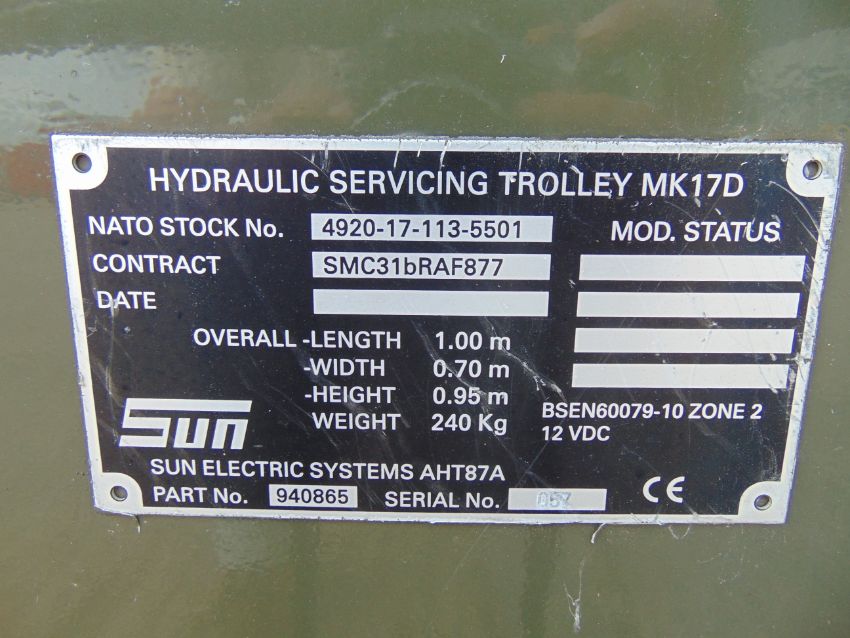 HYDRAULIC SERVICING TROLLEY MK17D
NATO STOCK No. 4920-17-113-5501
MOD. STATUS
CONTRACT SMC31bRAF877
DATE
OVERALL -LENGTH 1.00 m
-WIDTH 0.70 m
-HEIGHT 0.95 m
WEIGHT 240 Kg
BSEN60079-10 ZONE 2
12 VDC
Sun
SUN ELECTRIC SYSTEMS AHT87A
PART No. 940865 SERIAL No.
CE